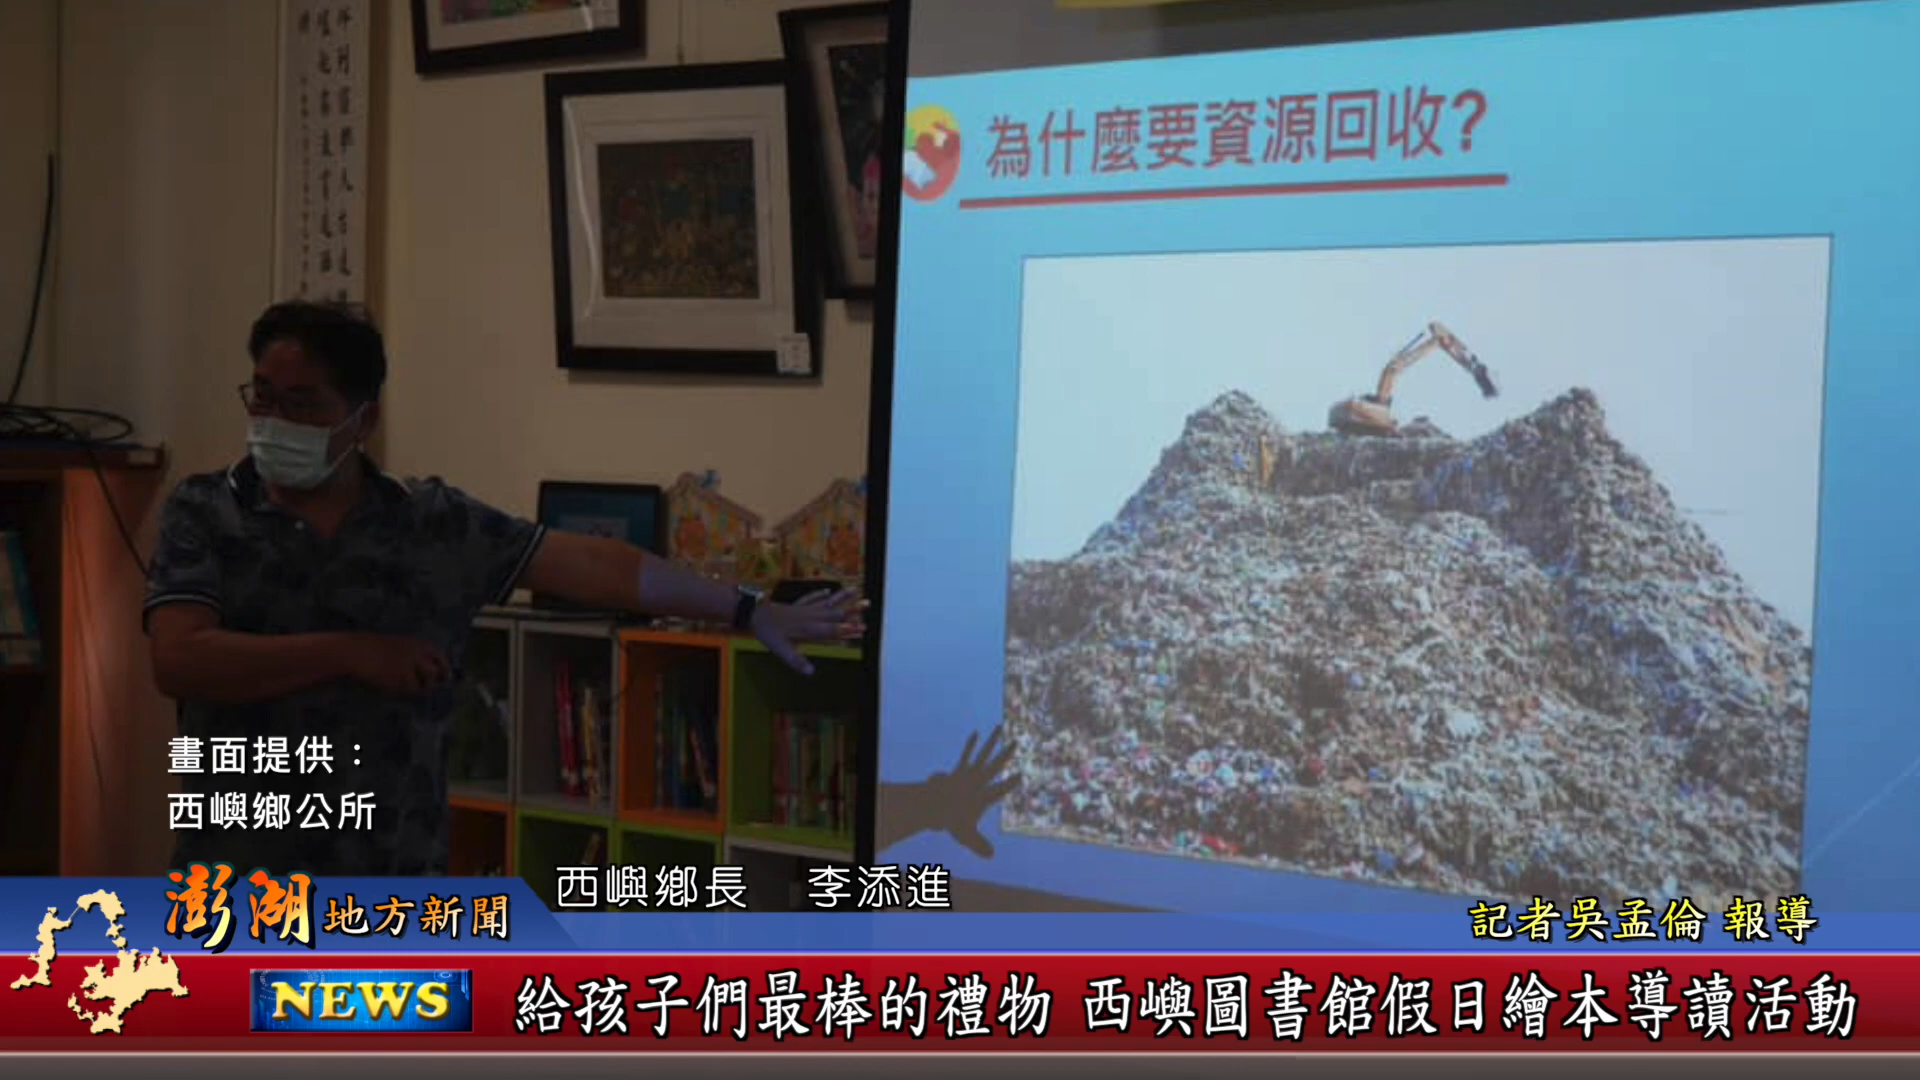 為什麼要資源回收?
畫面提供：
西嶼鄉公所
西嶼鄉長 李添進
澎湖地方新聞
記者吳孟倫 報導
NEWS
給孩子們最棒的禮物 西嶼圖書館假日繪本導讀活動